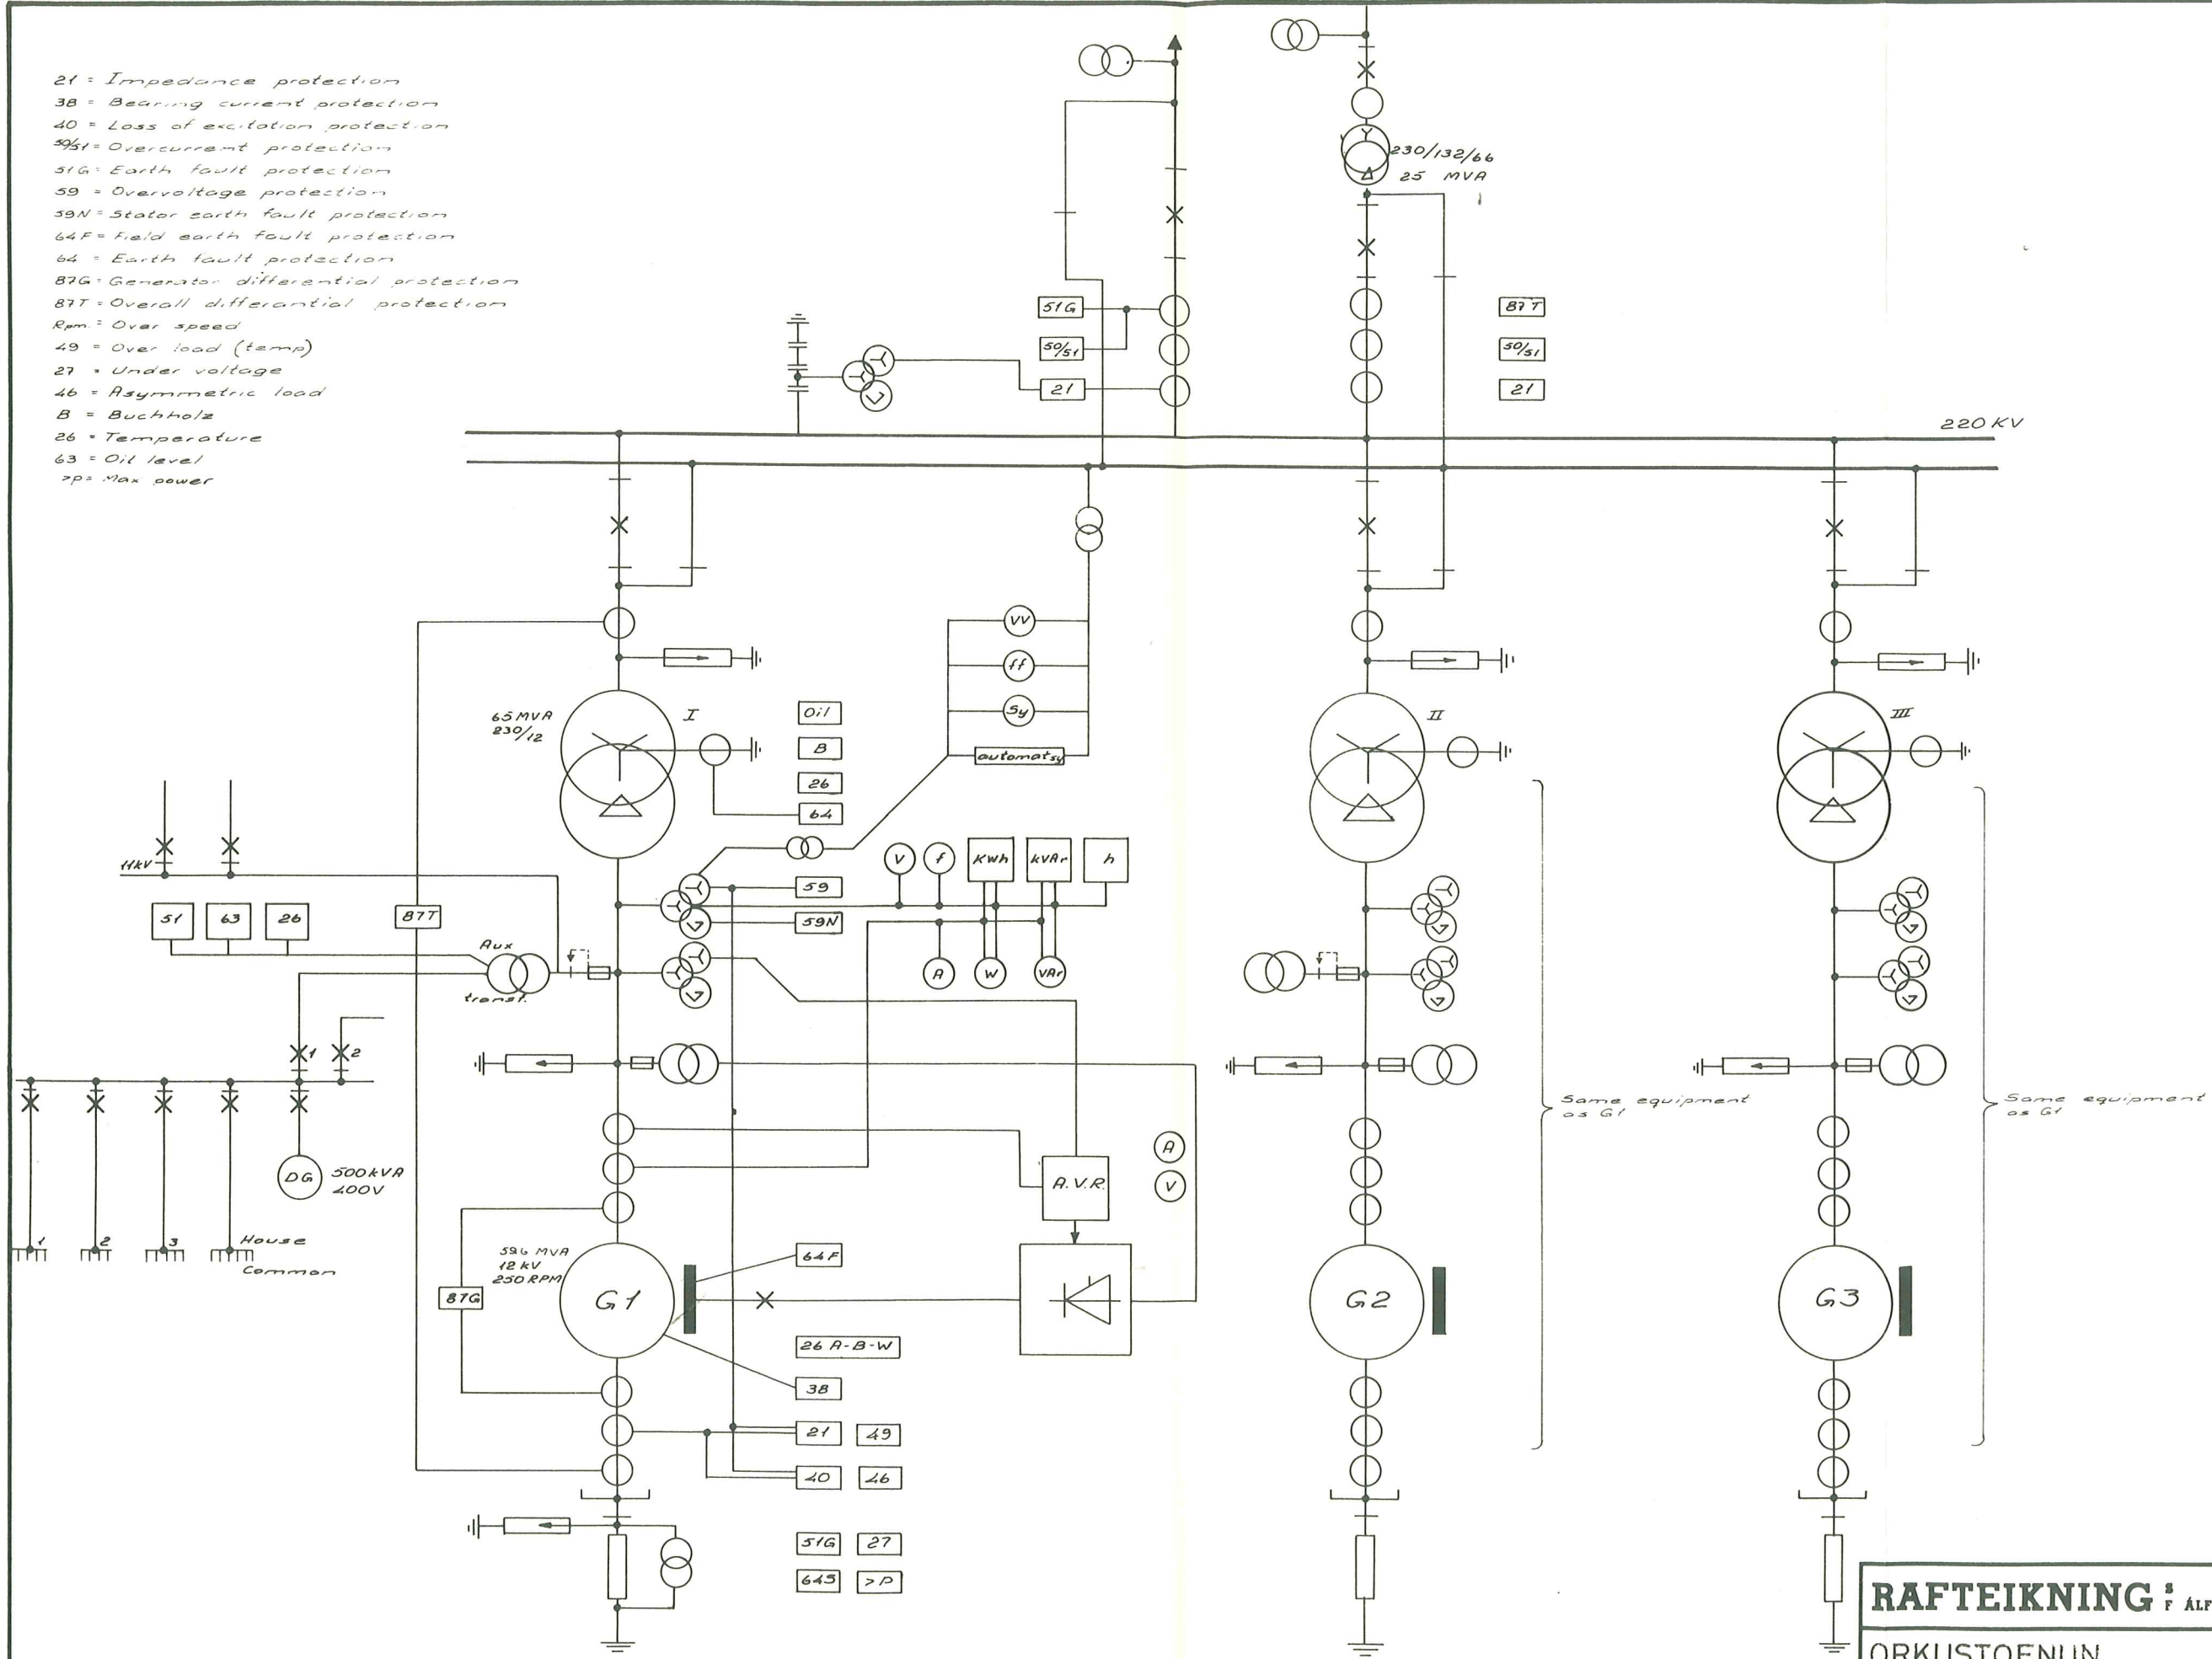 21 = Impedance protection
38 = Bearing current protection
40 = Loss of excitation protection
50/51 = Overcurrent protection
51G = Earth fault protection
59 = Overvoltage protection
59N = Stator earth fault protection
64F = Field earth fault protection
64 = Earth fault protection
87G = Generator differential protection
87T = Overall differantial protection
Rpm. = Over speed
49 = Over load (temp)
27 = Under voltage
46 = Asymmetric load
B = Buchholz
26 = Temperature
63 = Oil level
>P = Max power
230/132/66
25 MVA
51G
50/51
21
87T
50/51
21
220 KV
VV
ff
Sy
automatsy
65 MVA
230/12
I
Oil
B
26
64
II
III
11kV
51
63
26
87T
Aux
transf.
59
59N
V
f
KWh
kVAr
h
A
W
VAr
1
2
DG
500 kVA
400V
1
2
3
House
Common
A
V
A.V.R.
Same equipment
as G1
Same equipment
as G1
59.6 MVA
12 kV
250 RPM
87G
G1
64F
26 A-B-W
38
21
49
40
46
51G
27
64S
>P
G2
G3
RAFTEIKNING S F ALF
ORKUSTOFNUN